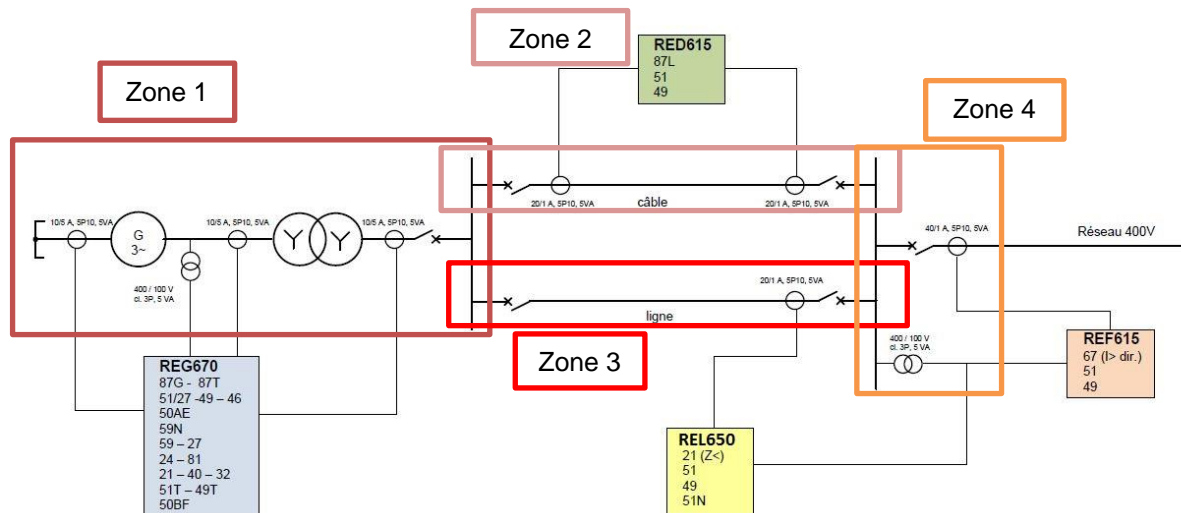 Zone 2
RED615
87L
51
49
Zone 1
Zone 4
10/5 A, 5P10, 5VA
10/5 A, 5P10, 5VA
10/5 A, 5P10, 5VA
G
3~
400 / 100 V
cl. 3P, 5 VA
20/1 A, 5P10, 5VA
câble
20/1 A, 5P10, 5VA
40/1 A, 5P10, 5VA
Réseau 400V
20/1 A, 5P10, 5VA
ligne
Zone 3
400 / 100 V
cl. 3P, 5 VA
REF615
67 (I> dir.)
51
49
REG670
87G - 87T
51/27 -49 – 46
50AE
59N
59 – 27
24 – 81
21 – 40 – 32
51T – 49T
50BF
REL650
21 (Z<)
51
49
51N